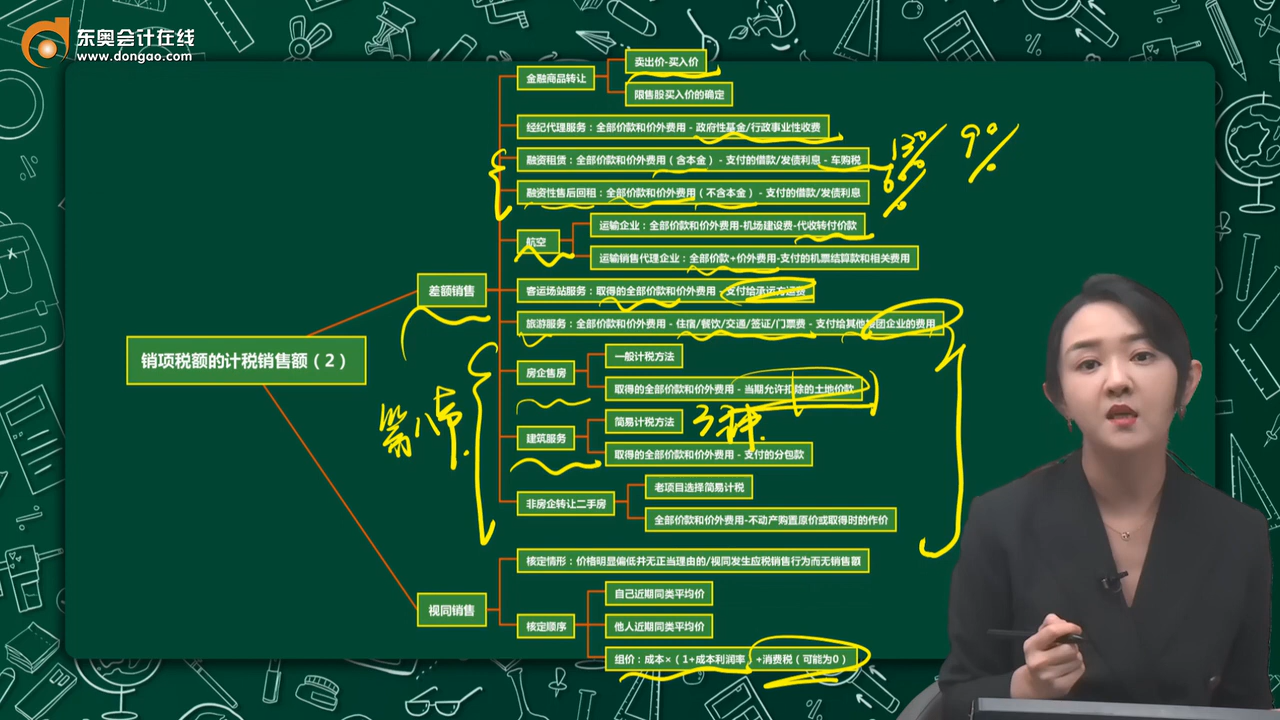 东奥会计在线
www.dongao.com
卖出价-买入价
金融商品转让
限售股买入价的确定
经纪代理服务：全部价款和价外费用 - 政府性基金/行政事业性收费
13% 9%
融资租赁：全部价款和价外费用（含本金） - 支付的借款/发债利息 - 车购税
6%
融资性售后回租：全部价款和价外费用（不含本金） - 支付的借款/发债利息
运输企业：全部价款和价外费用-机场建设费-代收转付价款
航空
运输销售代理企业：全部价款+价外费用-支付的机票结算款和相关费用
差额销售
客运场站服务：取得的全部价款和价外费用 - 支付给承运方运费
旅游服务：全部价款和价外费用 - 住宿/餐饮/交通/签证/门票费 - 支付给其他接团企业的费用
销项税额的计税销售额（2）
一般计税方法
房企售房
取得的全部价款和价外费用 - 当期允许扣除的土地价款
第八节
简易计税方法
3种
建筑服务
取得的全部价款和价外费用 - 支付的分包款
老项目选择简易计税
非房企转让二手房
全部价款和价外费用-不动产购置原价或取得时的作价
核定情形：价格明显偏低并无正当理由的/视同发生应税销售行为而无销售额
自己近期同类平均价
视同销售
核定顺序
他人近期同类平均价
组价：成本×（1+成本利润率）+消费税（可能为0）